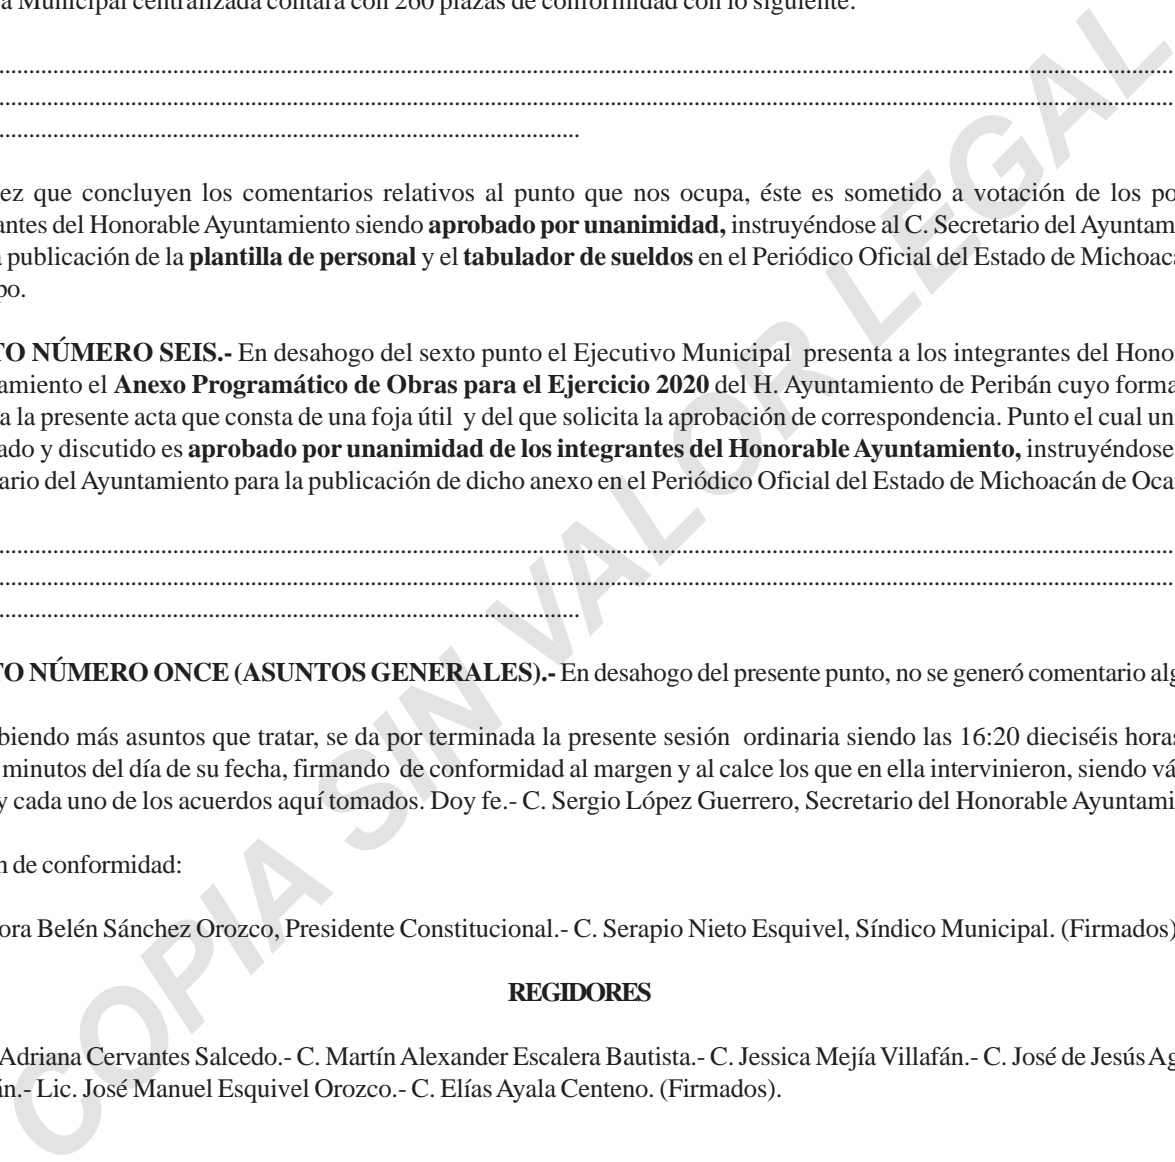 a Municipal centralizada contará con 260 plazas de conformidad con lo siguiente:
..........................................................................................................................................................................
..........................................................................................................................................................................
....................................................................................
ez que concluyen los comentarios relativos al punto que nos ocupa, éste es sometido a votación de los po
antes del Honorable Ayuntamiento siendo aprobado por unanimidad, instruyéndose al C. Secretario del Ayuntam
a publicación de la plantilla de personal y el tabulador de sueldos en el Periódico Oficial del Estado de Michoac
po.
TO NÚMERO SEIS.- En desahogo del sexto punto el Ejecutivo Municipal presenta a los integrantes del Hono
tamiento el Anexo Programático de Obras para el Ejercicio 2020 del H. Ayuntamiento de Peribán cuyo forma
a la presente acta que consta de una foja útil y del que solicita la aprobación de correspondencia. Punto el cual un
ado y discutido es aprobado por unanimidad de los integrantes del Honorable Ayuntamiento, instruyéndose
ario del Ayuntamiento para la publicación de dicho anexo en el Periódico Oficial del Estado de Michoacán de Oca
..........................................................................................................................................................................
..........................................................................................................................................................................
....................................................................................
TO NÚMERO ONCE (ASUNTOS GENERALES).- En desahogo del presente punto, no se generó comentario alg
biendo más asuntos que tratar, se da por terminada la presente sesión ordinaria siendo las 16:20 dieciséis horas
minutos del día de su fecha, firmando de conformidad al margen y al calce los que en ella intervinieron, siendo vá
y cada uno de los acuerdos aquí tomados. Doy fe.- C. Sergio López Guerrero, Secretario del Honorable Ayuntami
n de conformidad:
ora Belén Sánchez Orozco, Presidente Constitucional.- C. Serapio Nieto Esquivel, Síndico Municipal. (Firmados)
REGIDORES
Adriana Cervantes Salcedo.- C. Martín Alexander Escalera Bautista.- C. Jessica Mejía Villafán.- C. José de Jesús Ag
án.- Lic. José Manuel Esquivel Orozco.- C. Elías Ayala Centeno. (Firmados).
COPIA SIN VALOR LEGAL